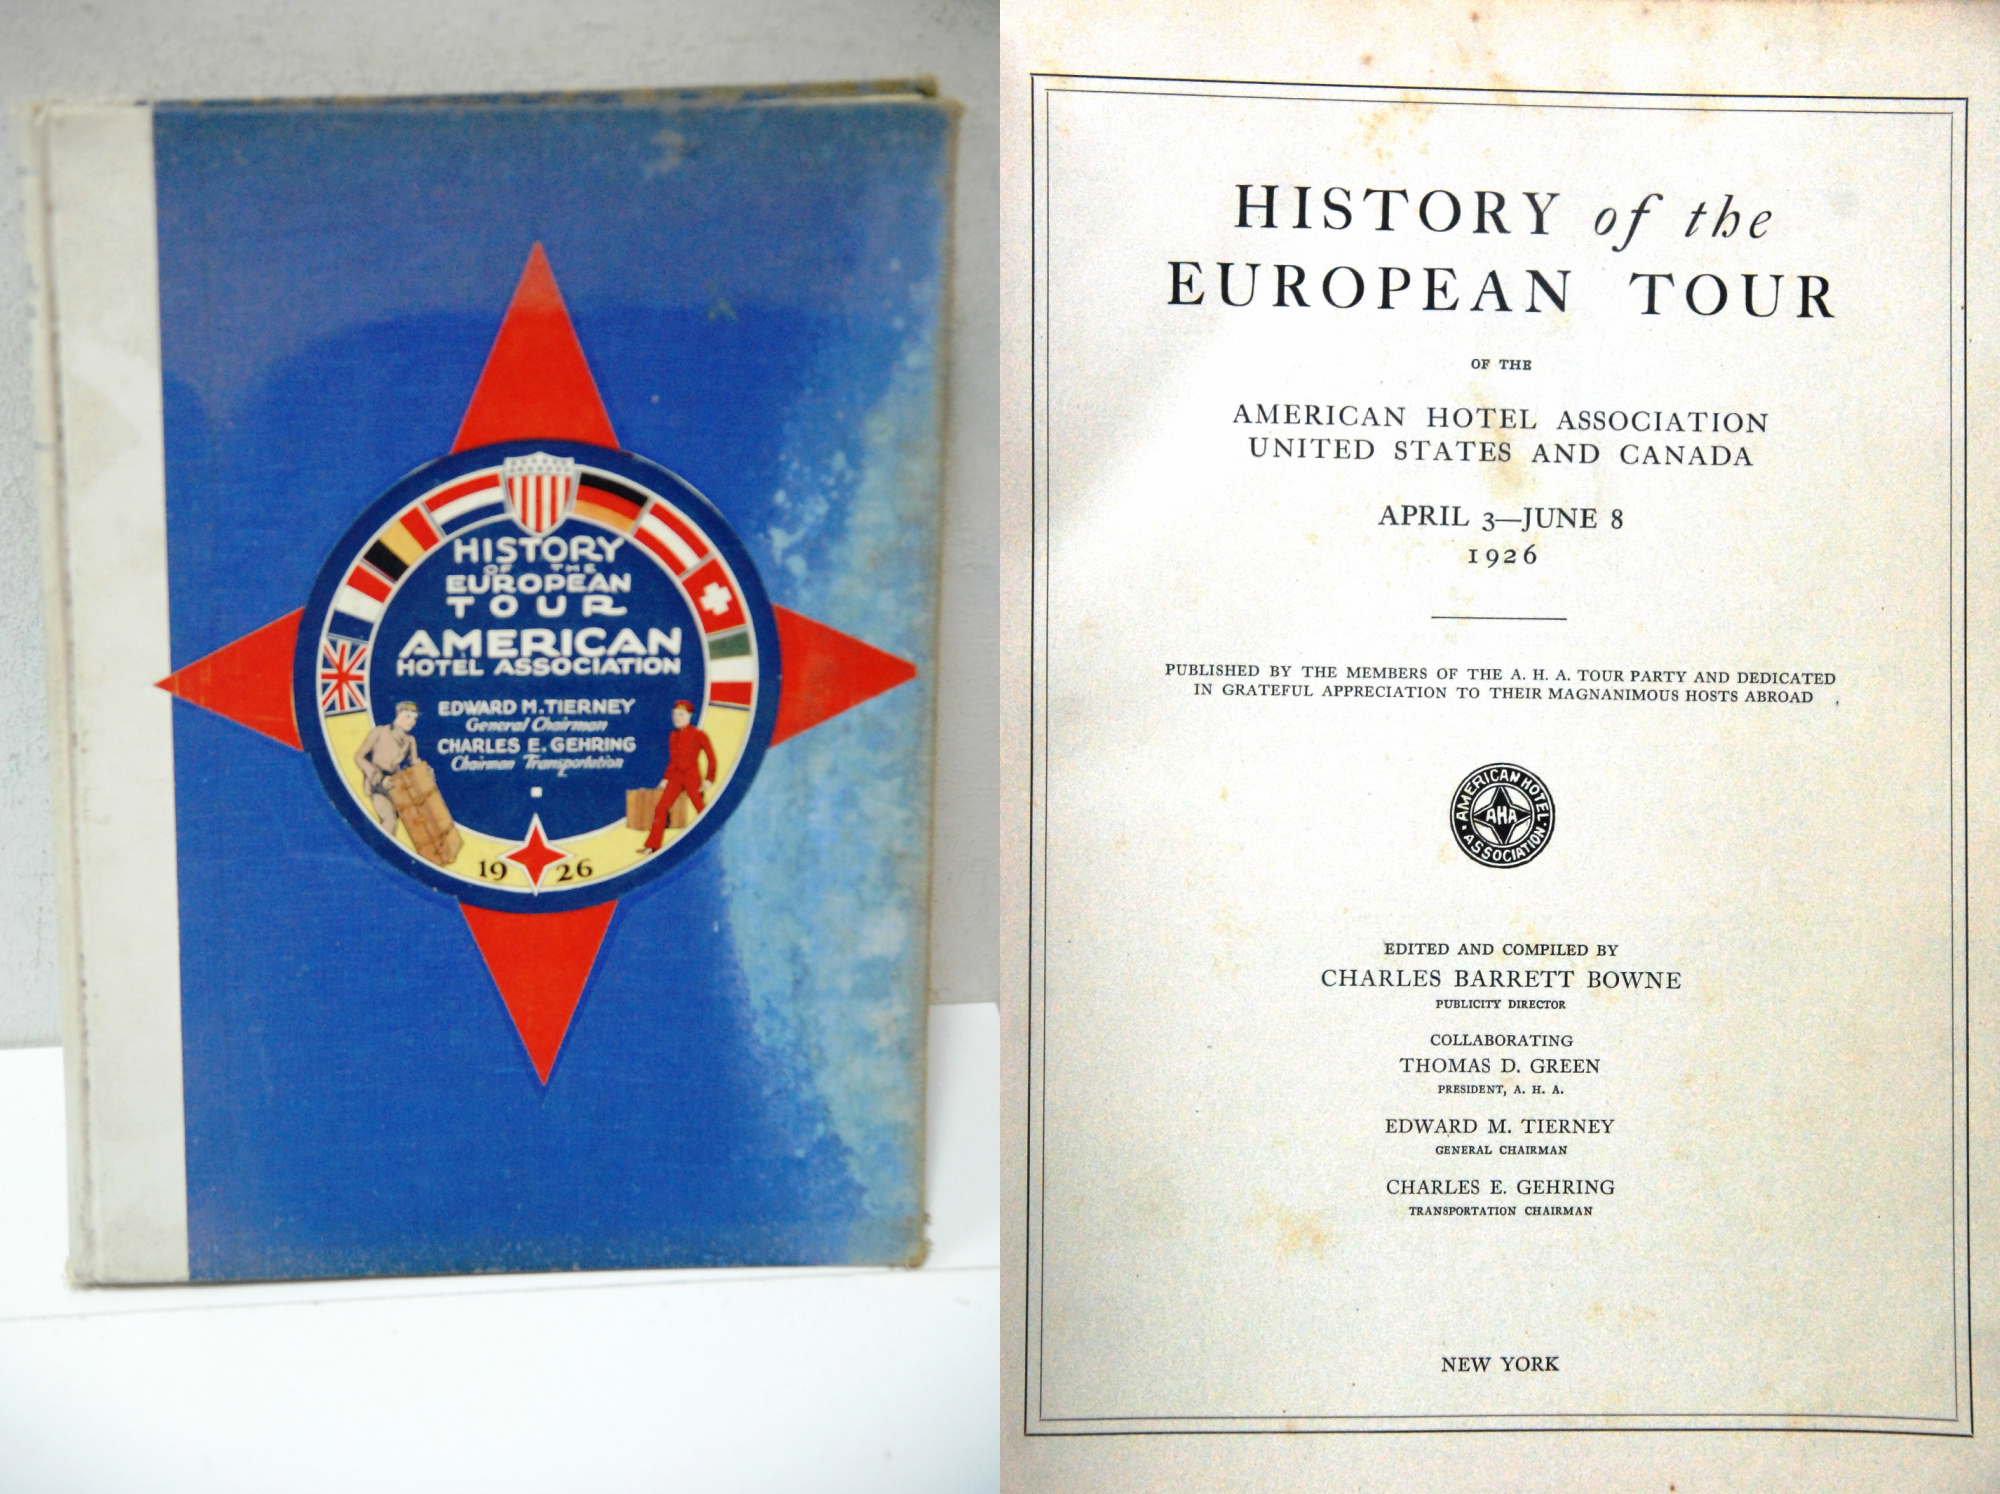 HISTORY
OF THE
EUROPEAN
TOUR
AMERICAN
HOTEL ASSOCIATION
EDWARD M. TIERNEY
General Chairman
CHARLES E. GEHRING
Chairman Transportation
19 26
HISTORY of the
EUROPEAN TOUR
OF THE
AMERICAN HOTEL ASSOCIATION
UNITED STATES AND CANADA
APRIL 3—JUNE 8
1926
PUBLISHED BY THE MEMBERS OF THE A. H. A. TOUR PARTY AND DEDICATED
IN GRATEFUL APPRECIATION TO THEIR MAGNANIMOUS HOSTS ABROAD
AMERICAN HOTEL
AHA
ASSOCIATION
EDITED AND COMPILED BY
CHARLES BARRETT BOWNE
PUBLICITY DIRECTOR
COLLABORATING
THOMAS D. GREEN
PRESIDENT, A. H. A.
EDWARD M. TIERNEY
GENERAL CHAIRMAN
CHARLES E. GEHRING
TRANSPORTATION CHAIRMAN
NEW YORK